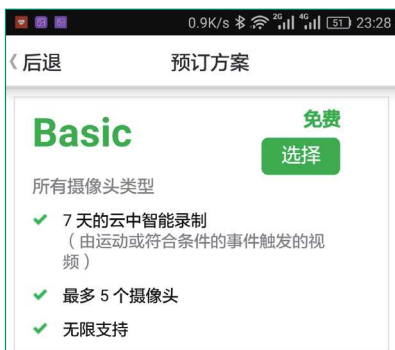 0.9K/s 2G 4G 51 23:28
后退 预订方案
Basic 免费
选择
所有摄像头类型
7 天的云中智能录制
（由运动或符合条件的事件触发的视
频）
最多 5 个摄像头
无限支持